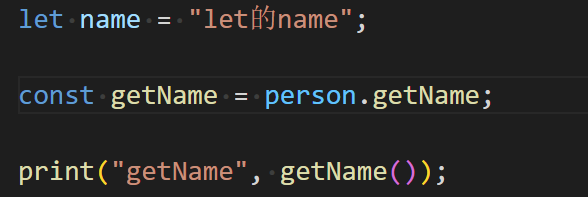 let name = "let的name";
const getName = person.getName;
print("getName", getName());